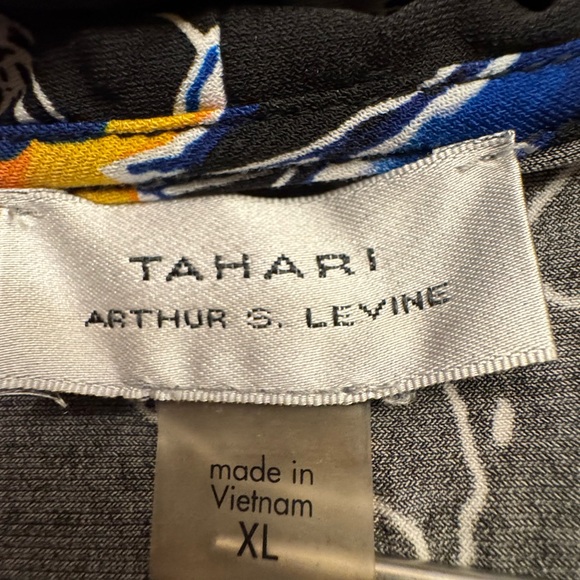 TAHARI
ARTHUR S. LEVINE
made in
Vietnam
XL